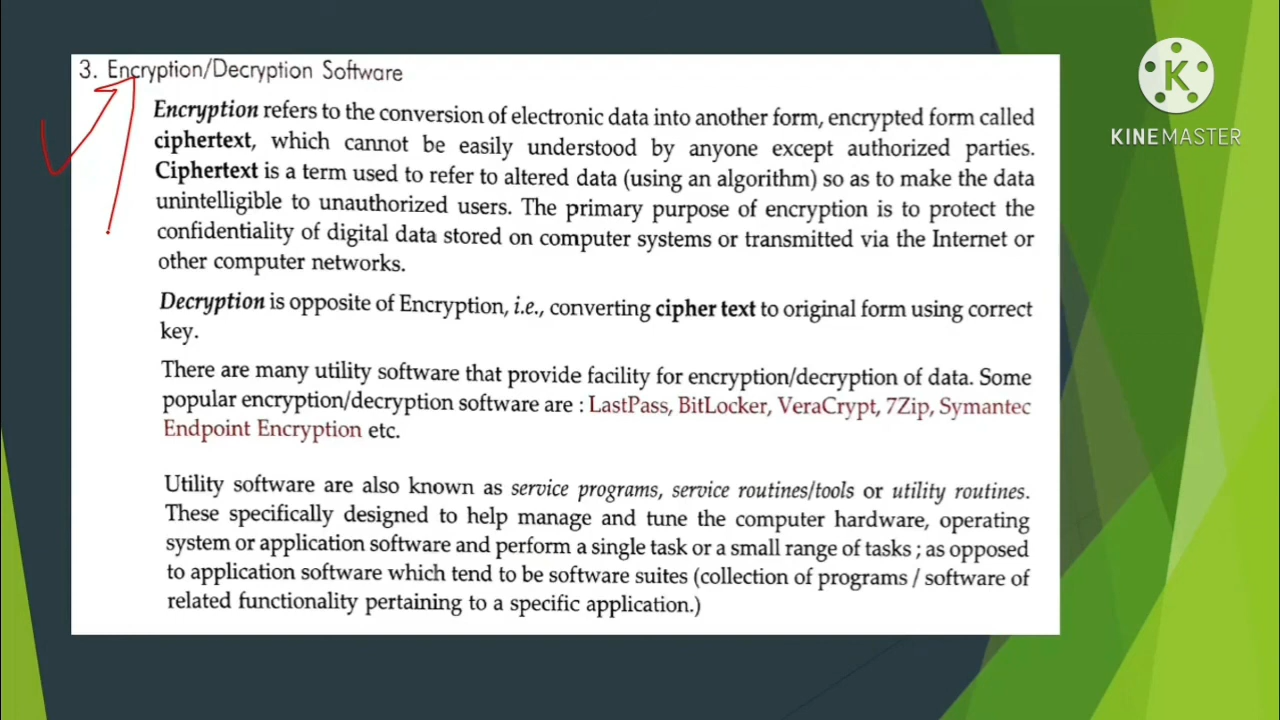 3. Encryption/Decryption Software
Encryption refers to the conversion of electronic data into another form, encrypted form called
ciphertext, which cannot be easily understood by anyone except authorized parties.
Ciphertext is a term used to refer to altered data (using an algorithm) so as to make the data
unintelligible to unauthorized users. The primary purpose of encryption is to protect the
confidentiality of digital data stored on computer systems or transmitted via the Internet or
other computer networks.
Decryption is opposite of Encryption, i.e., converting cipher text to original form using correct
key.
There are many utility software that provide facility for encryption/decryption of data. Some
popular encryption/decryption software are : LastPass, BitLocker, VeraCrypt, 7Zip, Symantec
Endpoint Encryption etc.
Utility software are also known as service programs, service routines/tools or utility routines.
These specifically designed to help manage and tune the computer hardware, operating
system or application software and perform a single task or a small range of tasks ; as opposed
to application software which tend to be software suites (collection of programs / software of
related functionality pertaining to a specific application.)
K
KINEMASTER